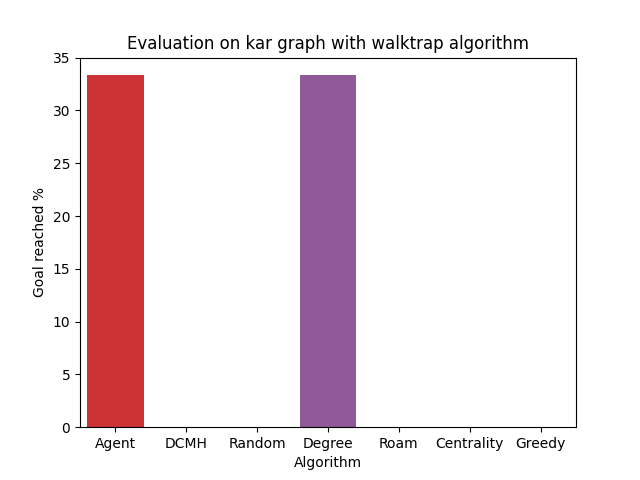 Evaluation on kar graph with walktrap algorithm
Goal reached %
35
30
25
20
15
10
5
0
Agent DCMH Random Degree Roam Centrality Greedy
Algorithm